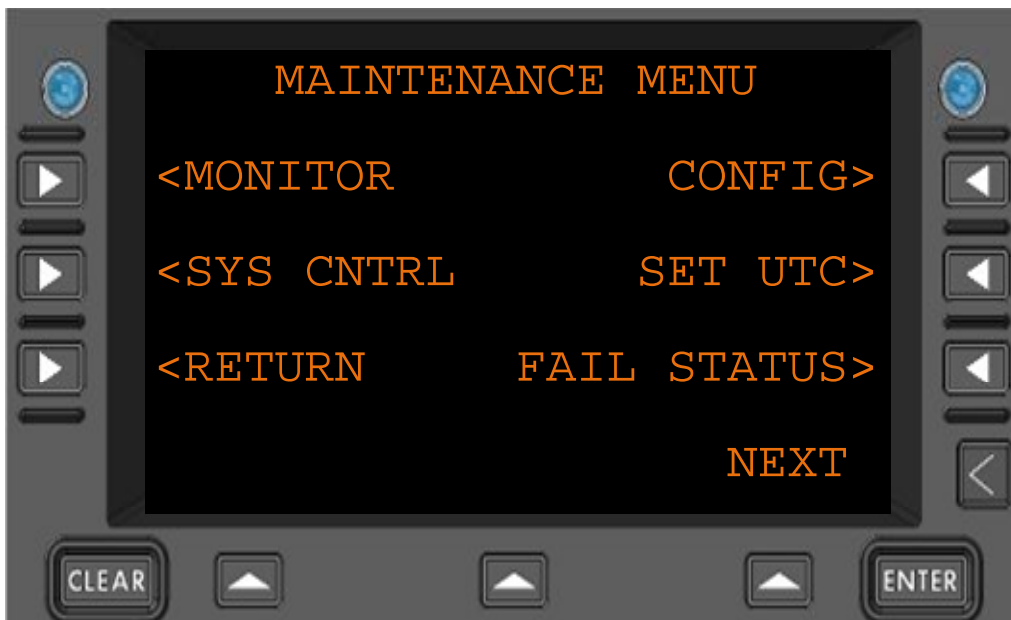 MAINTENANCE MENU
<MONITOR CONFIG>
<SYS CNTRL SET UTC>
<RETURN FAIL STATUS>
NEXT
CLEAR ENTER